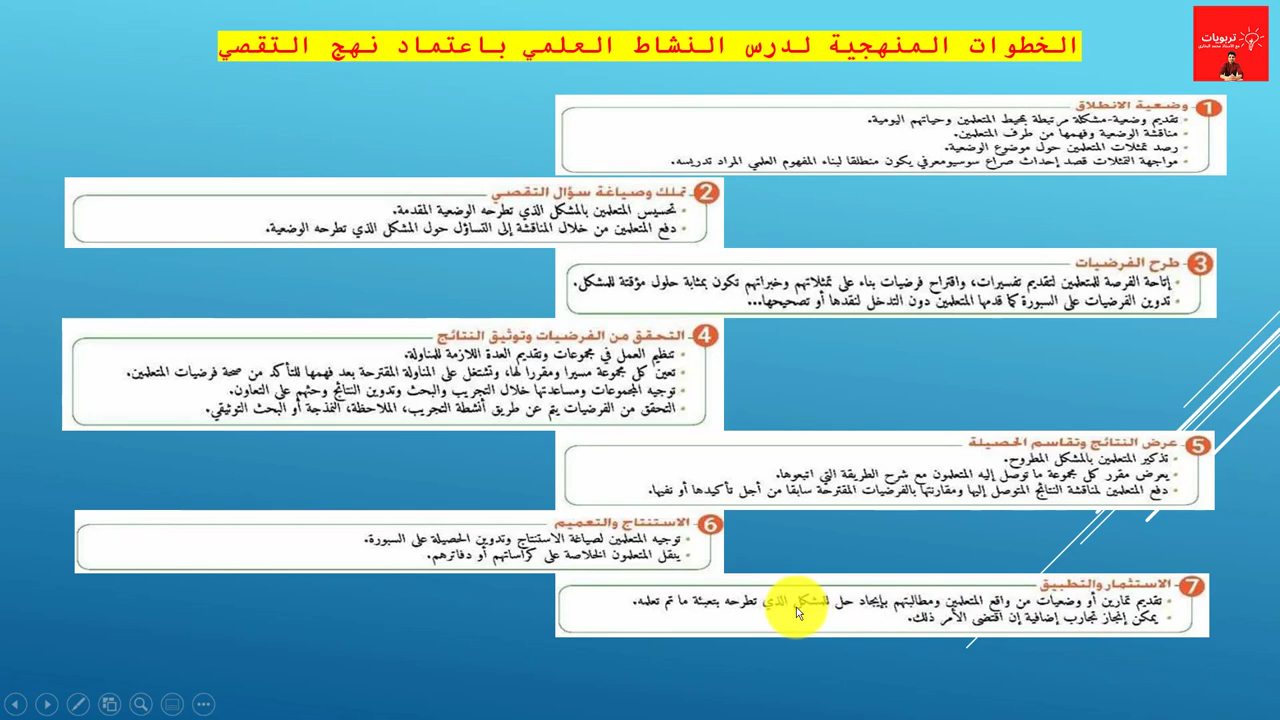 الخطوات المنهجية لدرس النشاط العلمي باعتماد نهج التقصي
تربويات
مع الأستاذ محمد البخاري
1 وضعية الانطلاق
• تقديم وضعية-مشكلة مرتبطة بمحيط المتعلمين وحياتهم اليومية.
• مناقشة الوضعية وفهمها من طرف المتعلمين.
• رصد تمثلات المتعلمين حول موضوع الوضعية.
• مواجهة التمثلات قصد إحداث صراع سوسيومعرفي يكون منطلقا لبناء المفهوم العلمي المراد تدريسه.
2 تملك وصياغة سؤال التقصي
• تحسيس المتعلمين بالمشكل الذي تطرحه الوضعية المقدمة.
• دفع المتعلمين من خلال المناقشة إلى التساؤل حول المشكل الذي تطرحه الوضعية.
3 طرح الفرضيات
• إتاحة الفرصة للمتعلمين لتقديم تفسيرات، واقتراح فرضيات بناء على تمثلاتهم وخبراتهم تكون بمثابة حلول مؤقتة للمشكل.
• تدوين الفرضيات على السبورة كما قدمها المتعلمين دون التدخل لنقدها أو تصحيحها...
4 التحقق من الفرضيات وتوثيق النتائج
• تنظيم العمل في مجموعات وتقديم العدة اللازمة للمناولة.
• تعين كل مجموعة مسيرا ومقررا لها، وتشتغل على المناولة المقترحة بعد فهمها للتأكد من صحة فرضيات المتعلمين.
• توجيه المجموعات ومساعدتها خلال التجريب والبحث وتدوين النتائج وحثهم على التعاون.
• التحقق من الفرضيات يتم عن طريق أنشطة التجريب، الملاحظة، النمذجة أو البحث التوثيقي.
5 عرض النتائج وتقاسم الحصيلة
• تذكير المتعلمين بالمشكل المطروح.
• يعرض مقرر كل مجموعة ما توصل إليه المتعلمون مع شرح الطريقة التي اتبعوها.
• دفع المتعلمين لمناقشة النتائج المتوصل إليها ومقارنتها بالفرضيات المقترحة سابقا من أجل تأكيدها أو نفيها.
6 الاستنتاج والتعميم
• توجيه المتعلمين لصياغة الاستنتاج وتدوين الحصيلة على السبورة.
• ينقل المتعلمون الخلاصة على كراساتهم أو دفاترهم.
7 الاستثمار والتطبيق
• تقديم تمارين أو وضعيات من واقع المتعلمين ومطالبتهم بإيجاد حل للمشكل الذي تطرحه بتعبئة ما تم تعلمه.
• يمكن إنجاز تجارب إضافية إن اقتضى الأمر ذلك.